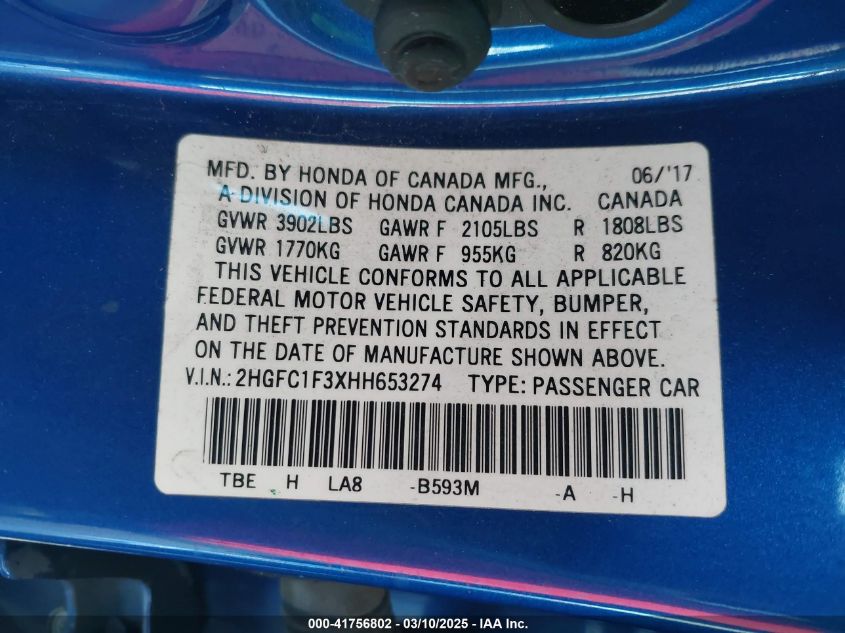 MFD. BY HONDA OF CANADA MFG., 06/'17
A DIVISION OF HONDA CANADA INC. CANADA
GVWR 3902LBS GAWR F 2105LBS R 1808LBS
GVWR 1770KG GAWR F 955KG R 820KG
THIS VEHICLE CONFORMS TO ALL APPLICABLE
FEDERAL MOTOR VEHICLE SAFETY, BUMPER,
AND THEFT PREVENTION STANDARDS IN EFFECT
ON THE DATE OF MANUFACTURE SHOWN ABOVE.
V.I.N.: 2HGFC1F3XHH653274 TYPE: PASSENGER CAR
TBE H LA8 -B593M -A -H
000-41756802 — 03/10/2025 — IAA Inc.